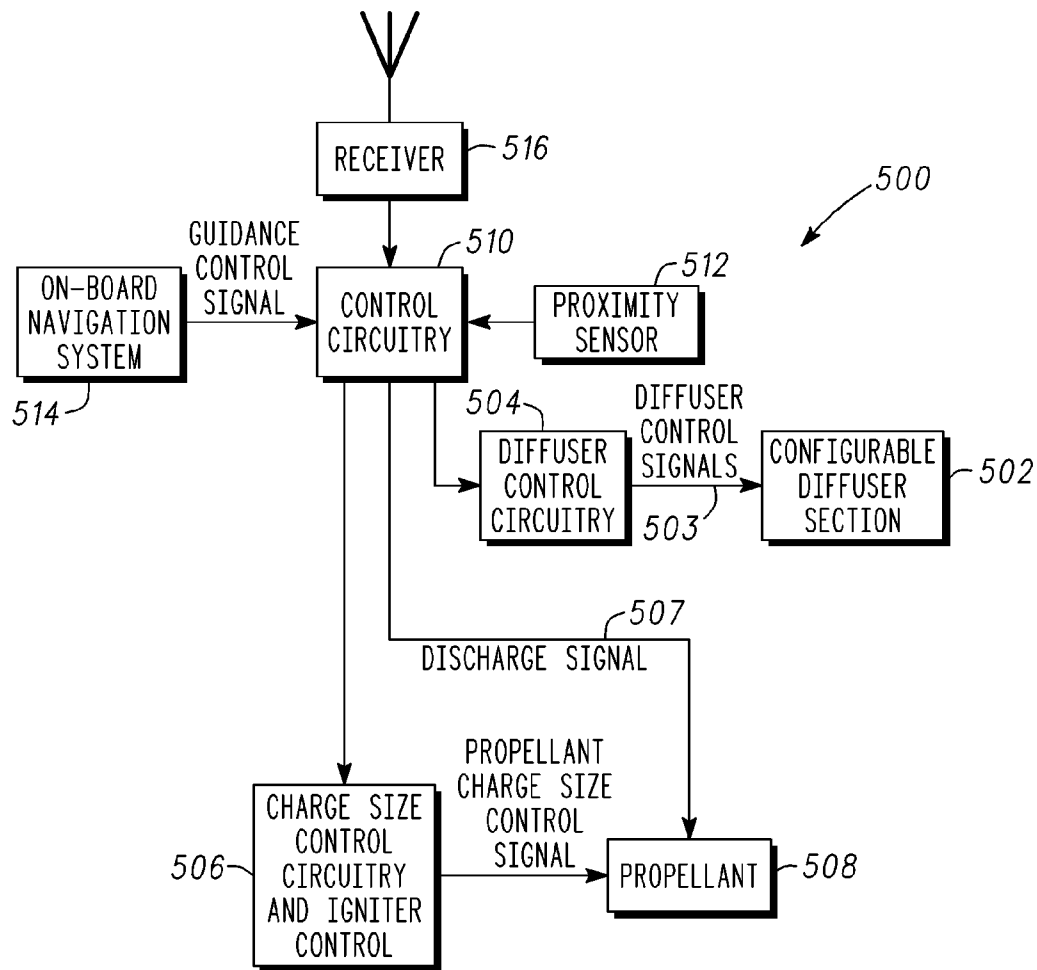 RECEIVER
516
500
GUIDANCE
CONTROL
SIGNAL
510
512
ON-BOARD
NAVIGATION
SYSTEM
514
CONTROL
CIRCUITRY
PROXIMITY
SENSOR
504
DIFFUSER
CONTROL
CIRCUITRY
DIFFUSER
CONTROL
SIGNALS
503
CONFIGURABLE
DIFFUSER
SECTION
502
507
DISCHARGE SIGNAL
506
CHARGE SIZE
CONTROL
CIRCUITRY
AND IGNITER
CONTROL
PROPELLANT
CHARGE SIZE
CONTROL
SIGNAL
PROPELLANT
508